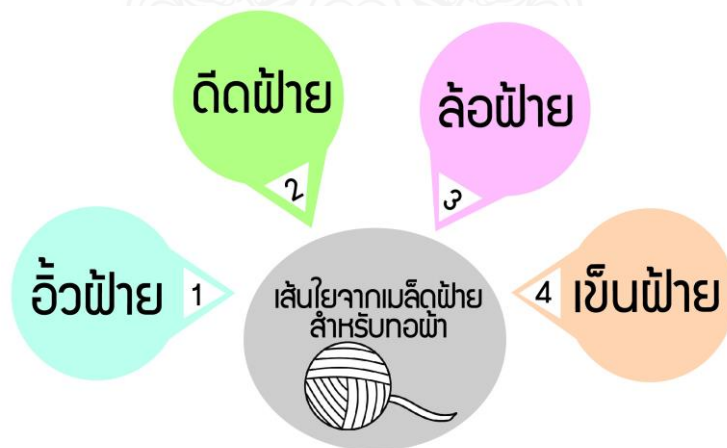 อิ้วฝ้าย
1
ดีดฝ้าย
2
ล้อฝ้าย
3
4
เข็นฝ้าย
เส้นใยจากเมล็ดฝ้าย
สำหรับทอผ้า